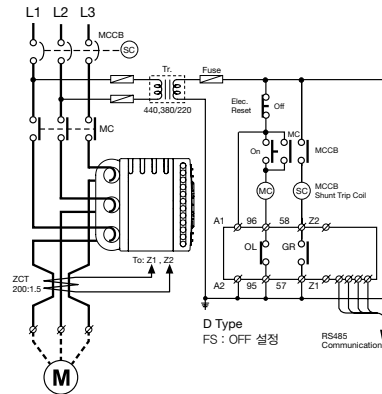 L1 L2 L3
MCCB
SC
Tr.
Fuse
440,380/220
Elec.
Reset
Off
MC
MC
On
MCCB
MC
SC
MCCB
Shunt Trip Coil
A1 96 58 Z2
OL GR
A2 95 57 Z1
To: Z1 , Z2
ZCT
200:1.5
D Type
FS : OFF 설정
RS485
Communication
M